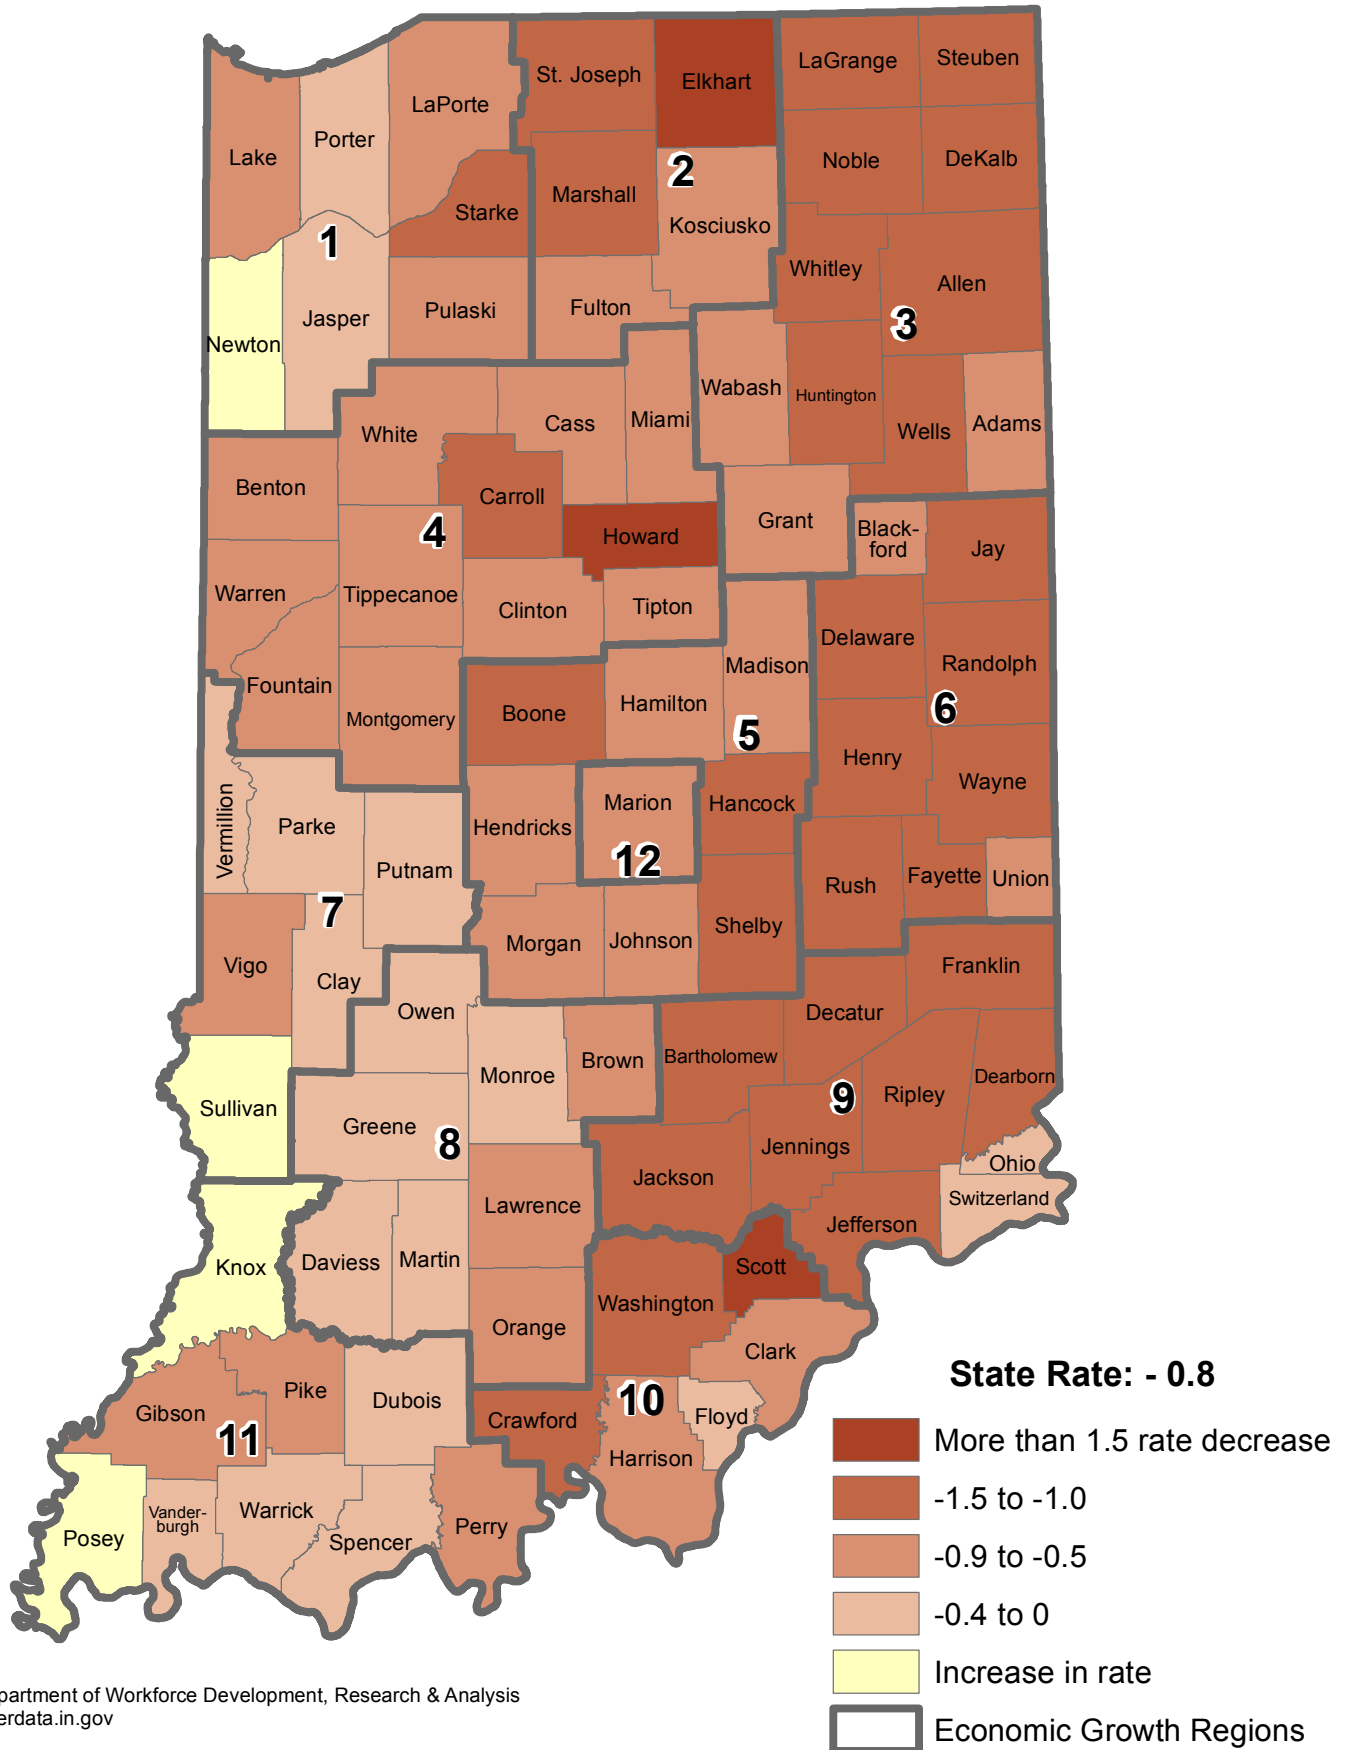 St. Joseph
Elkhart
LaGrange
Steuben
LaPorte
Porter
Lake
Noble
DeKalb
2
Marshall
Starke
Kosciusko
1
Whitley
Allen
Jasper
Pulaski
Fulton
3
Newton
Wabash
Huntington
Cass
Miami
Adams
White
Wells
Benton
Carroll
Grant
Black-
ford
4
Howard
Jay
Warren
Tippecanoe
Clinton
Tipton
Delaware
Madison
Randolph
Fountain
Montgomery
Boone
Hamilton
5
6
Henry
Wayne
Vermillion
Parke
Hendricks
Marion
Hancock
12
Putnam
Rush
Fayette
Union
7
Vigo
Clay
Morgan
Johnson
Shelby
Franklin
Owen
Decatur
Monroe
Brown
Bartholomew
Dearborn
Sullivan
Greene
8
9
Ripley
Jennings
Ohio
Jackson
Switzerland
Lawrence
Jefferson
Knox
Daviess
Martin
Scott
Washington
Orange
Clark
Pike
Dubois
Gibson
11
Crawford
10
Floyd
Harrison
Posey
Vander-
burgh
Warrick
Spencer
Perry
State Rate: - 0.8
More than 1.5 rate decrease
-1.5 to -1.0
-0.9 to -0.5
-0.4 to 0
Increase in rate
Economic Growth Regions
partment of Workforce Development, Research & Analysis
erdata.in.gov